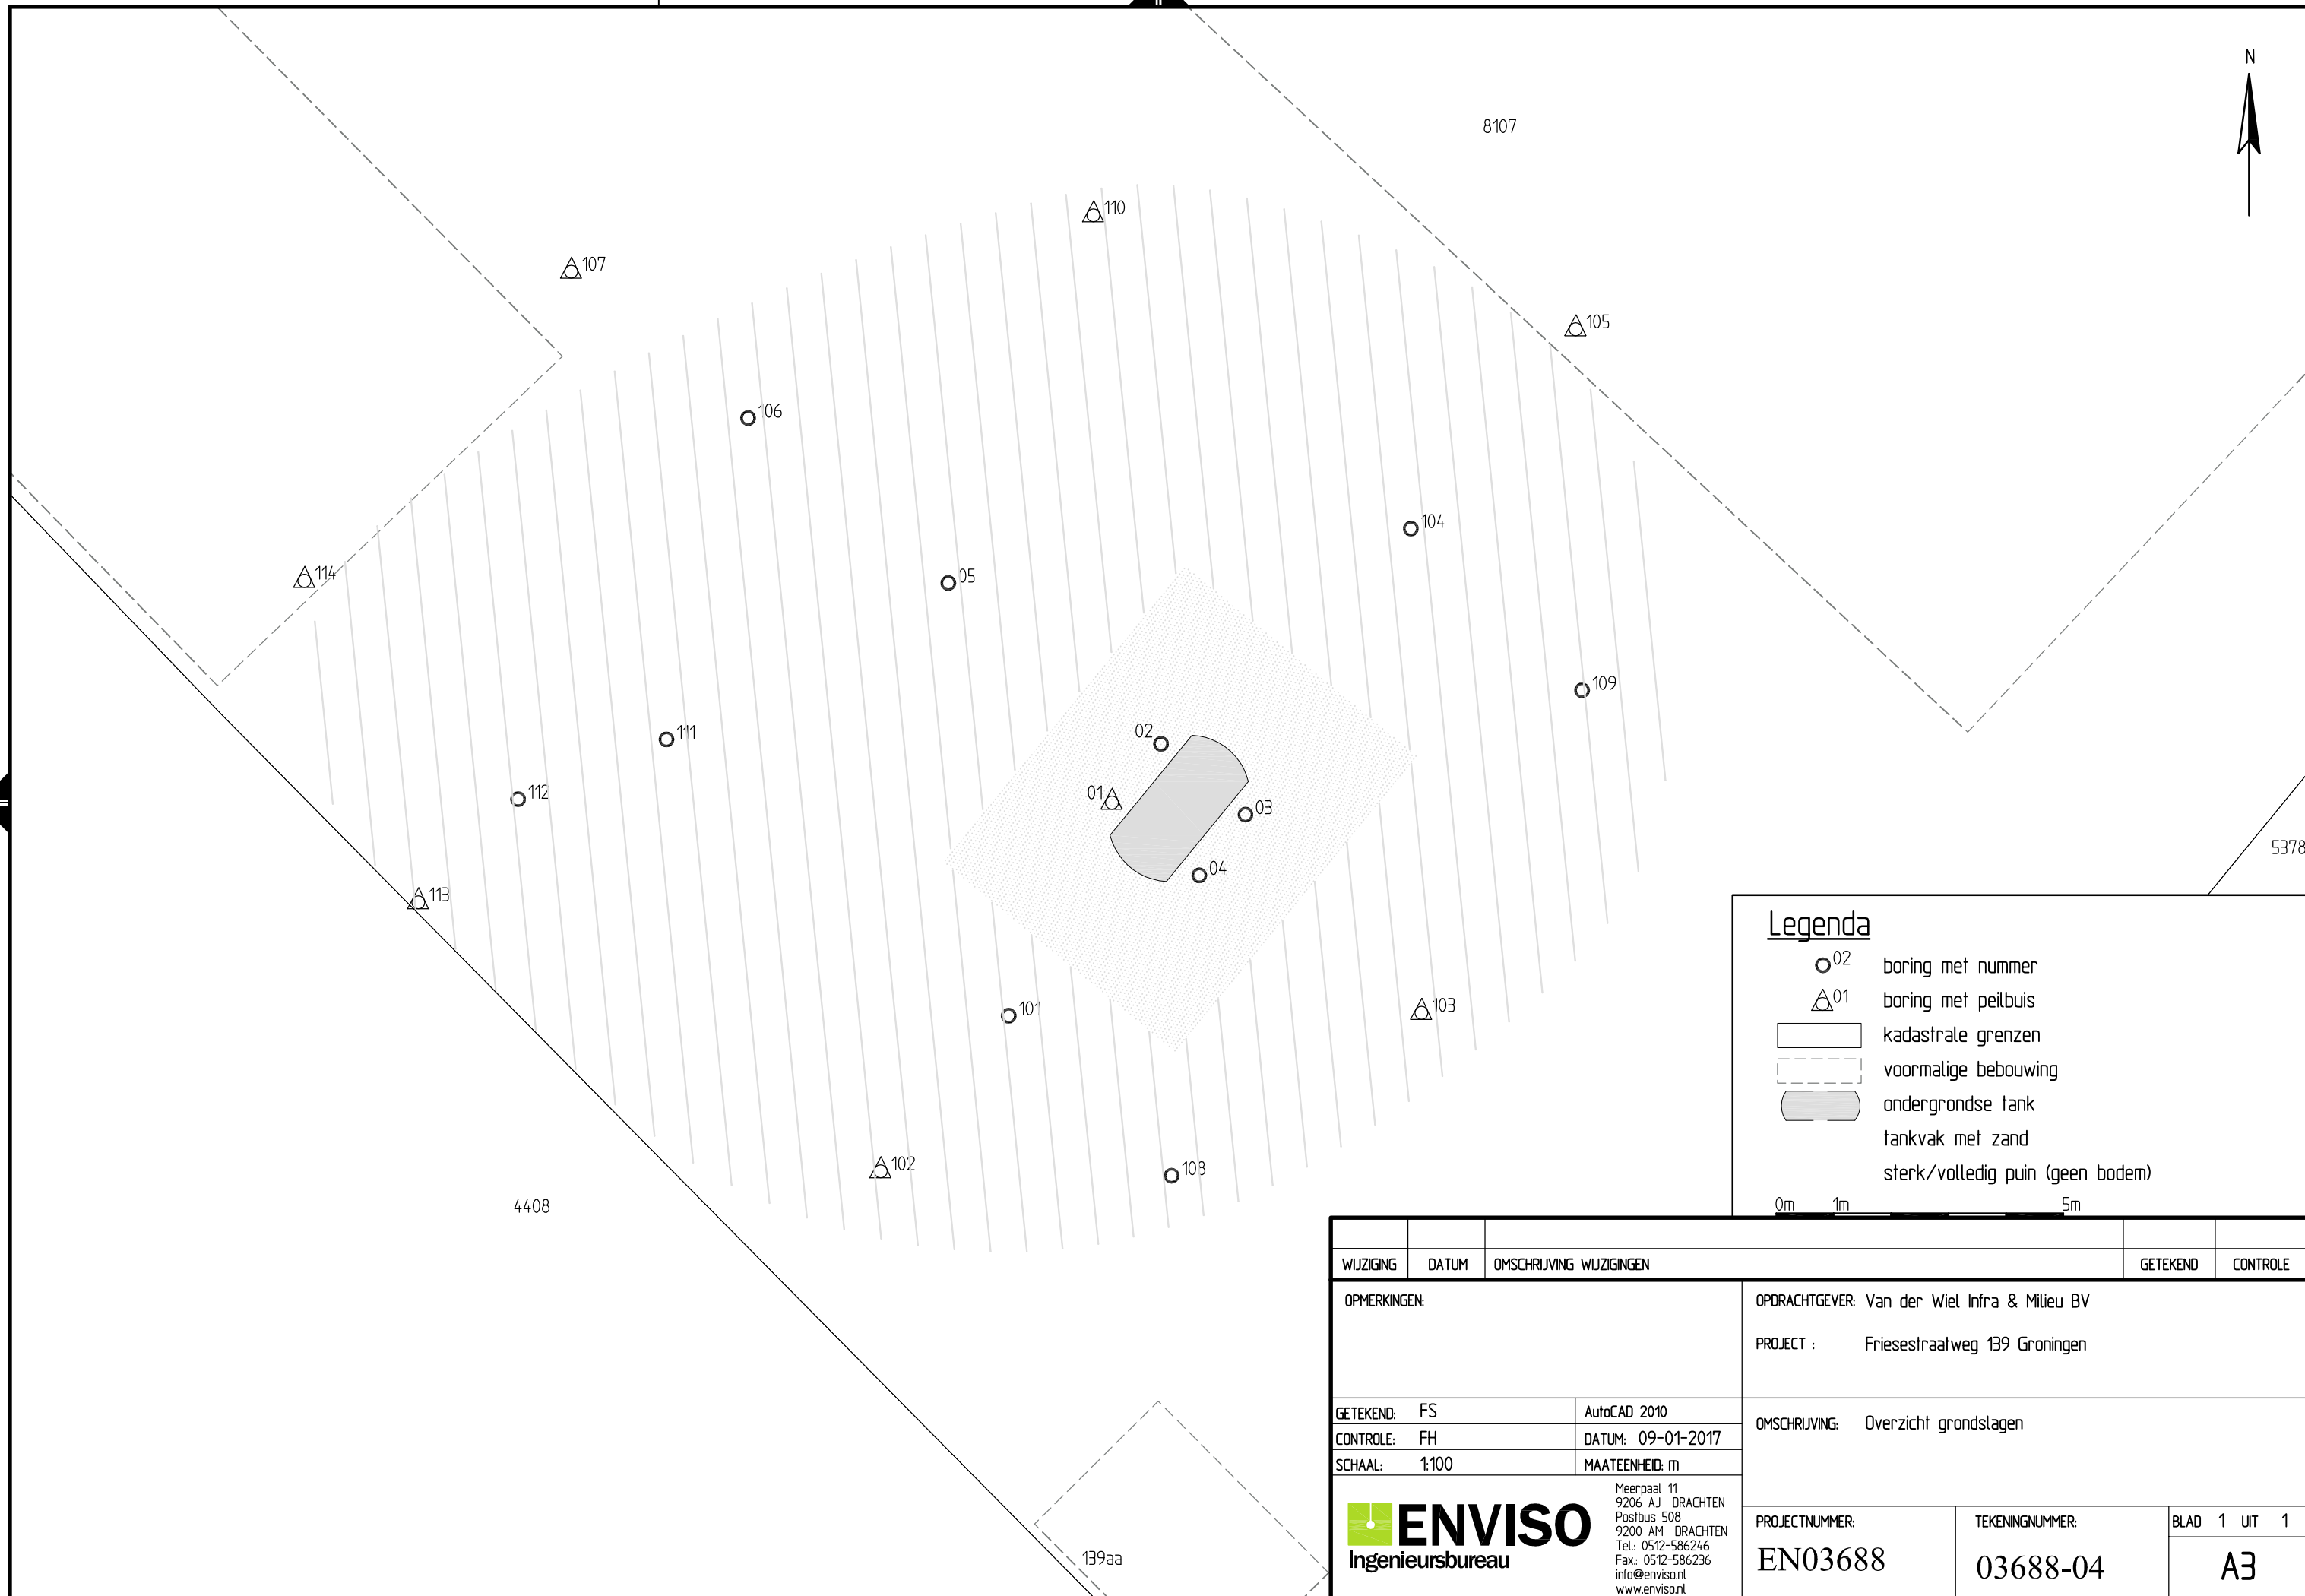 N
8107
110
107
105
106
104
05
114
109
02
111
01
112
03
5378
04
113
101
103
102
108
4408
139aa
Legenda
02 boring met nummer
01 boring met peilbuis
kadastrale grenzen
voormalige bebouwing
ondergrondse tank
tankvak met zand
sterk/volledig puin (geen bodem)
0m 1m 5m
WIJZIGING DATUM OMSCHRIJVING WIJZIGINGEN GETEKEND CONTROLE
OPMERKINGEN:
OPDRACHTGEVER: Van der Wiel Infra & Milieu BV
PROJECT : Friesestraatweg 139 Groningen
GETEKEND: FS AutoCAD 2010
CONTROLE: FH DATUM: 09-01-2017
SCHAAL: 1:100 MAATEENHEID: m
OMSCHRIJVING: Overzicht grondslagen
ENVISO
Ingenieursbureau
Meerpaal 11
9206 AJ DRACHTEN
Postbus 508
9200 AM DRACHTEN
Tel.: 0512-586246
Fax.: 0512-586236
info@enviso.nl
www.enviso.nl
PROJECTNUMMER:
EN03688
TEKENINGNUMMER:
03688-04
BLAD 1 UIT 1
A3